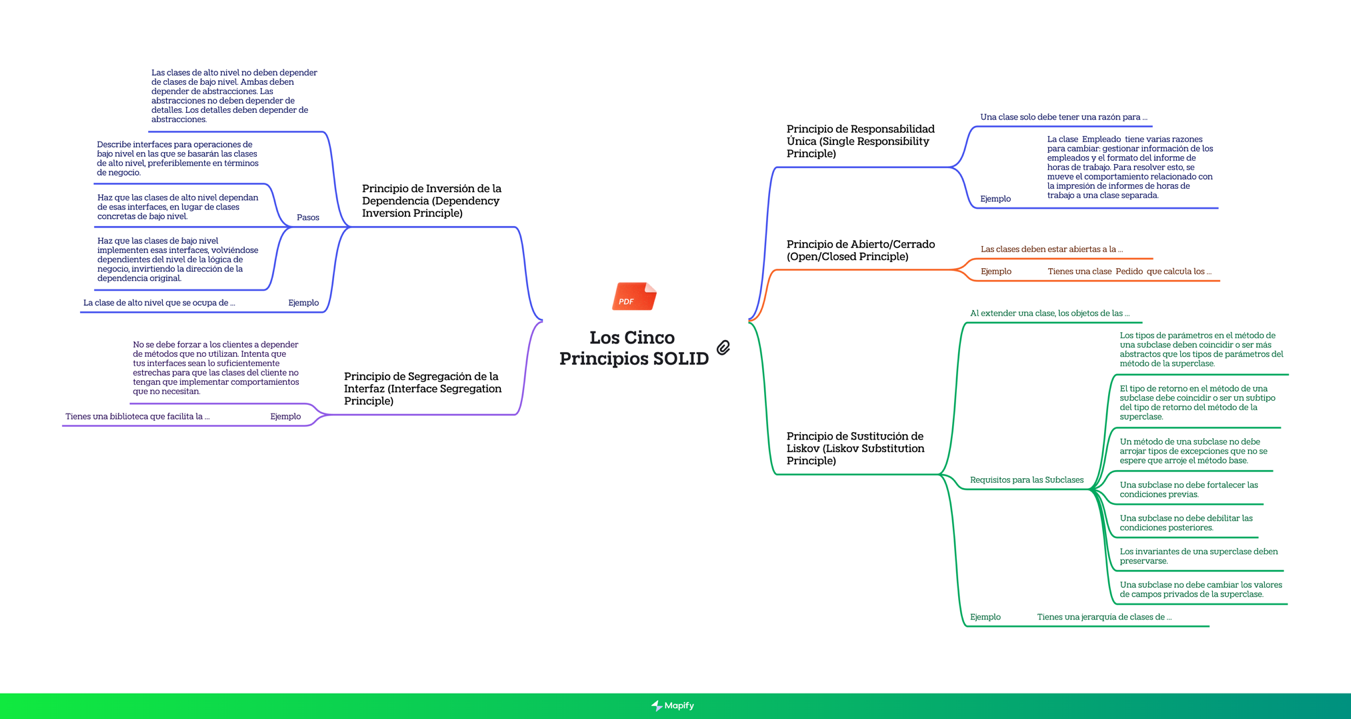 Las clases de alto nivel no deben depender
de clases de bajo nivel. Ambas deben
depender de abstracciones. Las
abstracciones no deben depender de
detalles. Los detalles deben depender de
abstracciones.
Describe interfaces para operaciones de
bajo nivel en las que se basarán las clases
de alto nivel, preferiblemente en términos
de negocio.
Haz que las clases de alto nivel dependan
de esas interfaces, en lugar de clases
concretas de bajo nivel.
Haz que las clases de bajo nivel
implementen esas interfaces, volviéndose
dependientes del nivel de la lógica de
negocio, invirtiendo la dirección de la
dependencia original.
Pasos
La clase de alto nivel que se ocupa de ...
Ejemplo
Principio de Inversión de la
Dependencia (Dependency
Inversion Principle)
No se debe forzar a los clientes a depender
de métodos que no utilizan. Intenta que
tus interfaces sean lo suficientemente
estrechas para que las clases del cliente no
tengan que implementar comportamientos
que no necesitan.
Tienes una biblioteca que facilita la ...
Ejemplo
Principio de Segregación de la
Interfaz (Interface Segregation
Principle)
PDF
Los Cinco
Principios SOLID
Principio de Responsabilidad
Única (Single Responsibility
Principle)
Una clase solo debe tener una razón para ...
Ejemplo
La clase Empleado tiene varias razones
para cambiar: gestionar información de los
empleados y el formato del informe de
horas de trabajo. Para resolver esto, se
mueve el comportamiento relacionado con
la impresión de informes de horas de
trabajo a una clase separada.
Principio de Abierto/Cerrado
(Open/Closed Principle)
Las clases deben estar abiertas a la ...
Ejemplo
Tienes una clase Pedido que calcula los ...
Principio de Sustitución de
Liskov (Liskov Substitution
Principle)
Al extender una clase, los objetos de las ...
Requisitos para las Subclases
Los tipos de parámetros en el método de
una subclase deben coincidir o ser más
abstractos que los tipos de parámetros del
método de la superclase.
El tipo de retorno en el método de una
subclase debe coincidir o ser un subtipo
del tipo de retorno del método de la
superclase.
Un método de una subclase no debe
arrojar tipos de excepciones que no se
espere que arroje el método base.
Una subclase no debe fortalecer las
condiciones previas.
Una subclase no debe debilitar las
condiciones posteriores.
Los invariantes de una superclase deben
preservarse.
Una subclase no debe cambiar los valores
de campos privados de la superclase.
Ejemplo
Tienes una jerarquía de clases de ...
Mapify